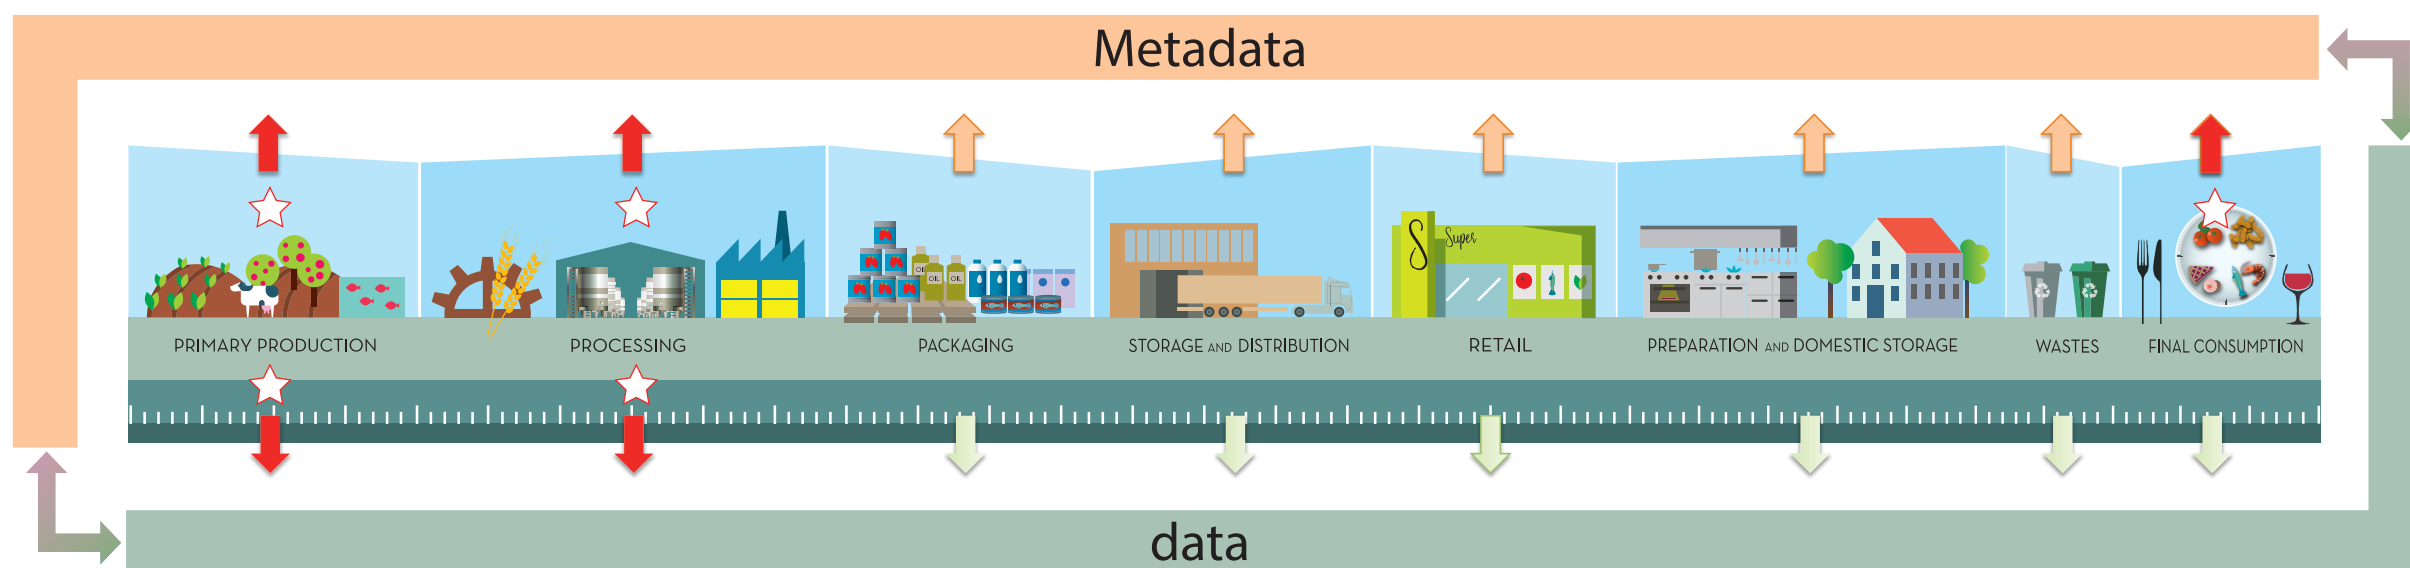 Metadata
S Super
OIL OIL OIL
PRIMARY PRODUCTION PROCESSING PACKAGING STORAGE AND DISTRIBUTION RETAIL PREPARATION AND DOMESTIC STORAGE WASTES FINAL CONSUMPTION
data